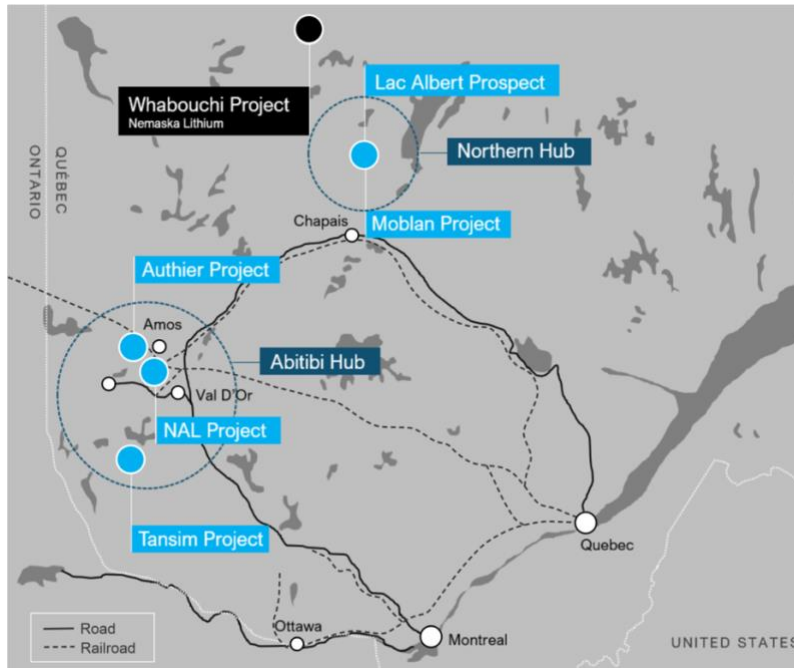 Lac Albert Prospect
Whabouchi Project
Nemaska Lithium
Northern Hub
ONTARIO
QUÉBEC
Chapais
Moblan Project
Authier Project
Amos
Abitibi Hub
Val D'Or
NAL Project
Tansim Project
Quebec
Ottawa
Montreal
UNITED STATES
Road
Railroad